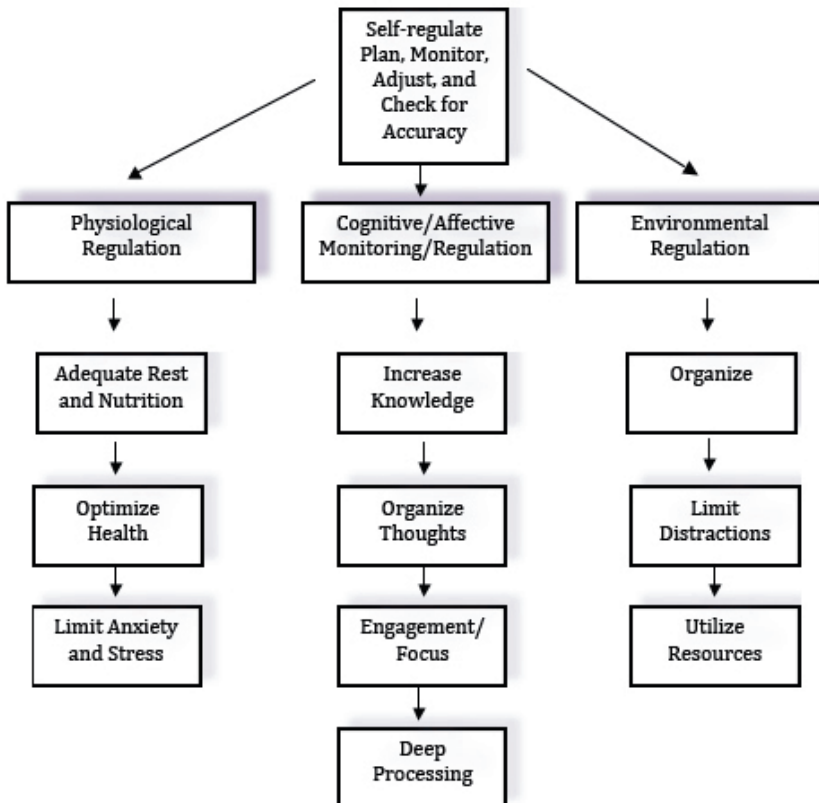 Self-regulate
Plan, Monitor,
Adjust, and
Check for
Accuracy
Physiological
Regulation
Cognitive/Affective
Monitoring/Regulation
Environmental
Regulation
Adequate Rest
and Nutrition
Increase
Knowledge
Organize
Optimize
Health
Organize
Thoughts
Limit
Distractions
Limit Anxiety
and Stress
Engagement/
Focus
Utilize
Resources
Deep
Processing